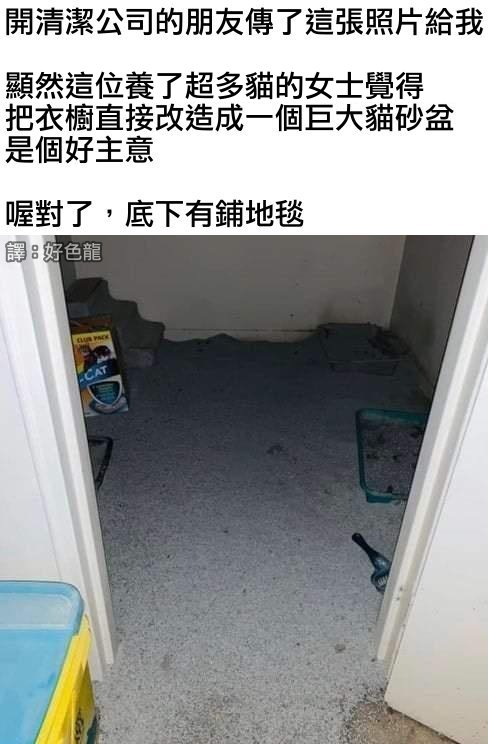 開清潔公司的朋友傳了這張照片給我
顯然這位養了超多貓的女士覺得
把衣櫥直接改造成一個巨大貓砂盆
是個好主意
喔對了，底下有鋪地毯
譯：好色龍
CLUB PACK
CAT